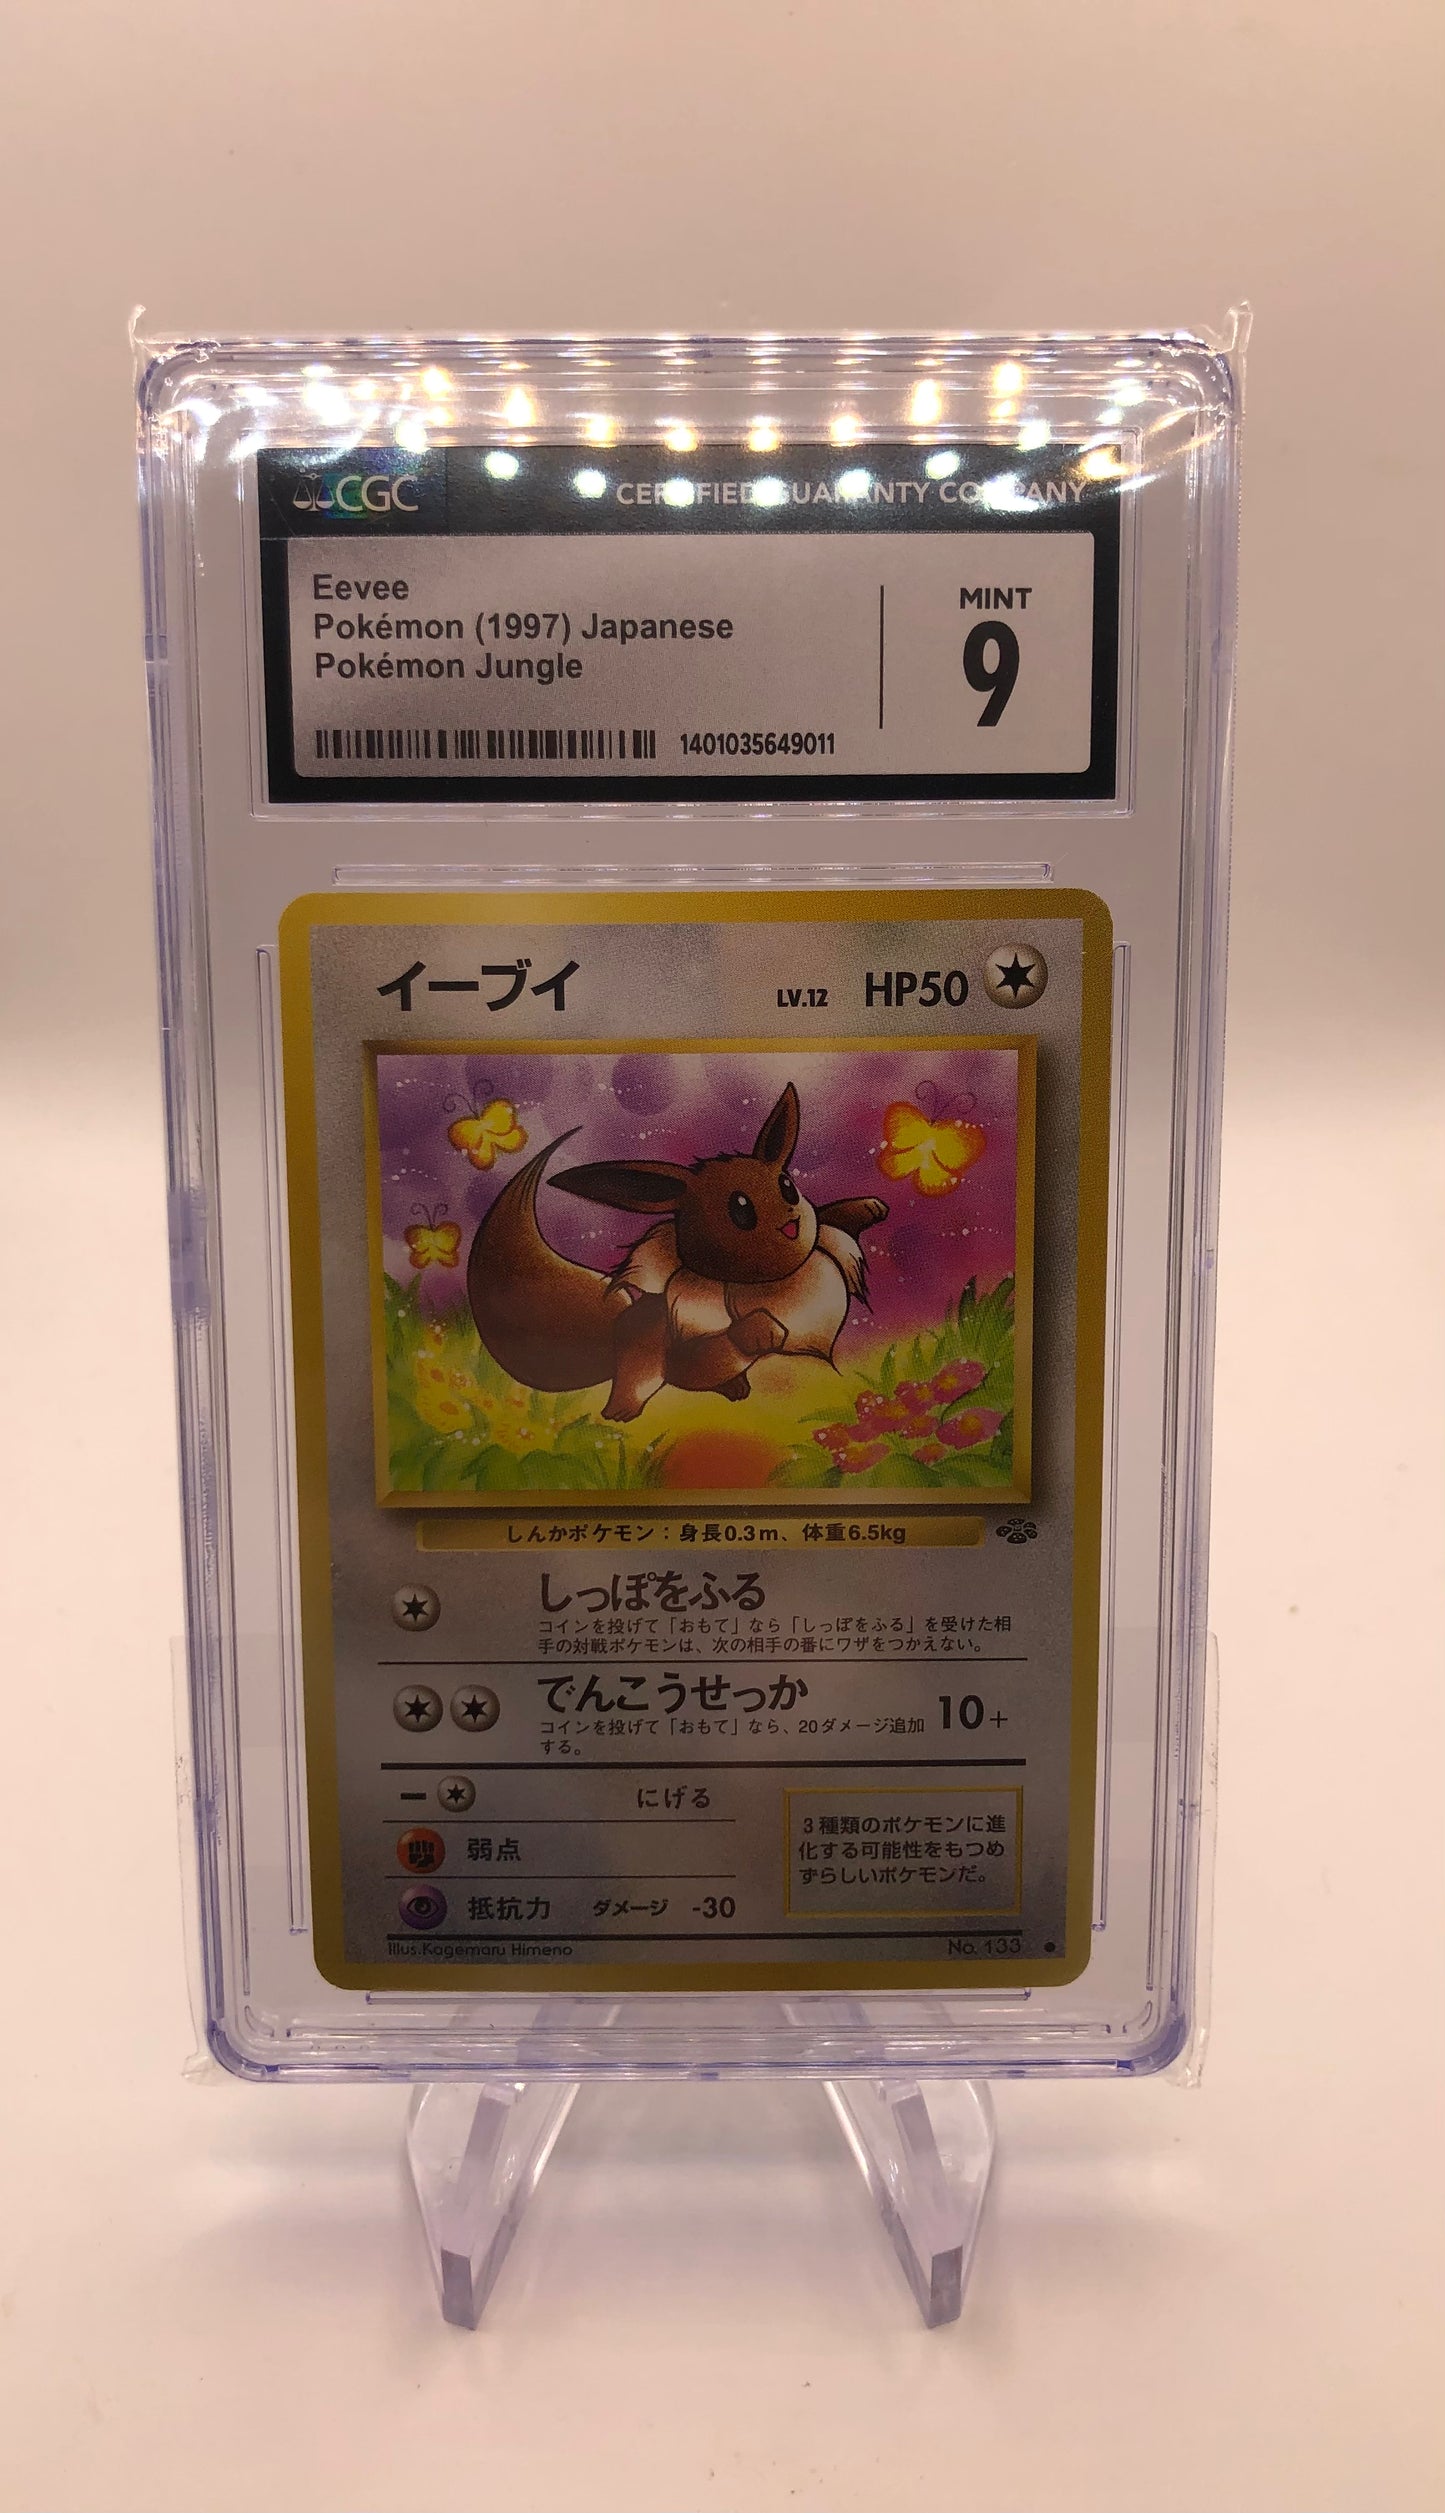 CGC
CERTIFIED GUARANTY COMPANY
Eevee
Pokémon (1997) Japanese
Pokémon Jungle
1401035649011
MINT
9
イーブイ LV.12 HP50
しんかポケモン：身長0.3m、体重6.5kg
しっぽをふる
コインを投げて「おもて」なら「しっぽをふる」を受けた相
手の対戦ポケモンは、次の相手の番にワザをつかえない。
でんこうせっか 10+
コインを投げて「おもて」なら、20ダメージ追加
する。
にげる
弱点
抵抗力 ダメージ -30
3種類のポケモンに進
化する可能性をもつめ
ずらしいポケモンだ。
Illus.Kagemaru Himeno
No. 133